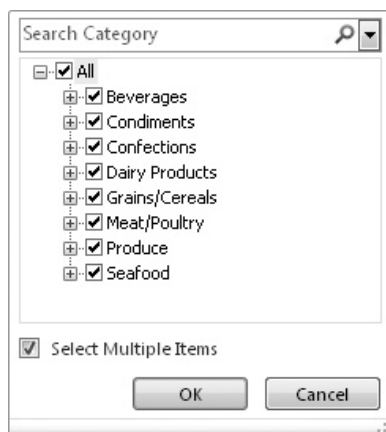 Search Category
All
Beverages
Condiments
Confections
Dairy Products
Grains/Cereals
Meat/Poultry
Produce
Seafood
Select Multiple Items
OK Cancel